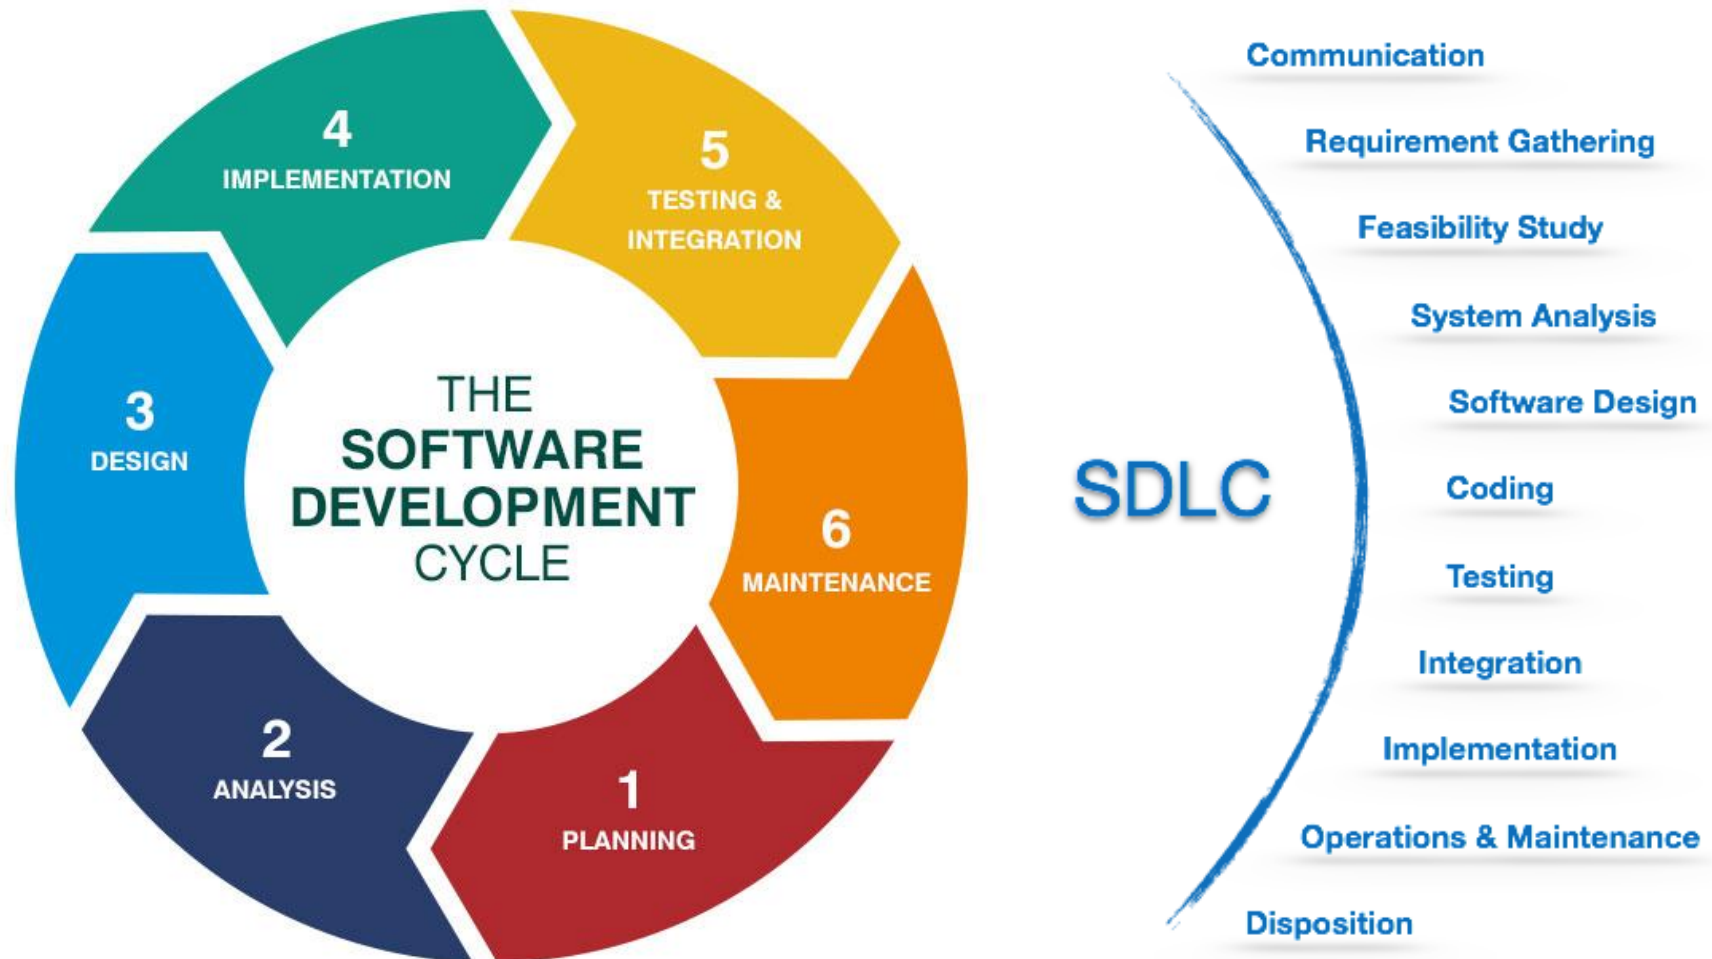 4
IMPLEMENTATION
5
TESTING &
INTEGRATION
3
DESIGN
THE
SOFTWARE
DEVELOPMENT
CYCLE
6
MAINTENANCE
2
ANALYSIS
1
PLANNING
SDLC
Communication
Requirement Gathering
Feasibility Study
System Analysis
Software Design
Coding
Testing
Integration
Implementation
Operations & Maintenance
Disposition